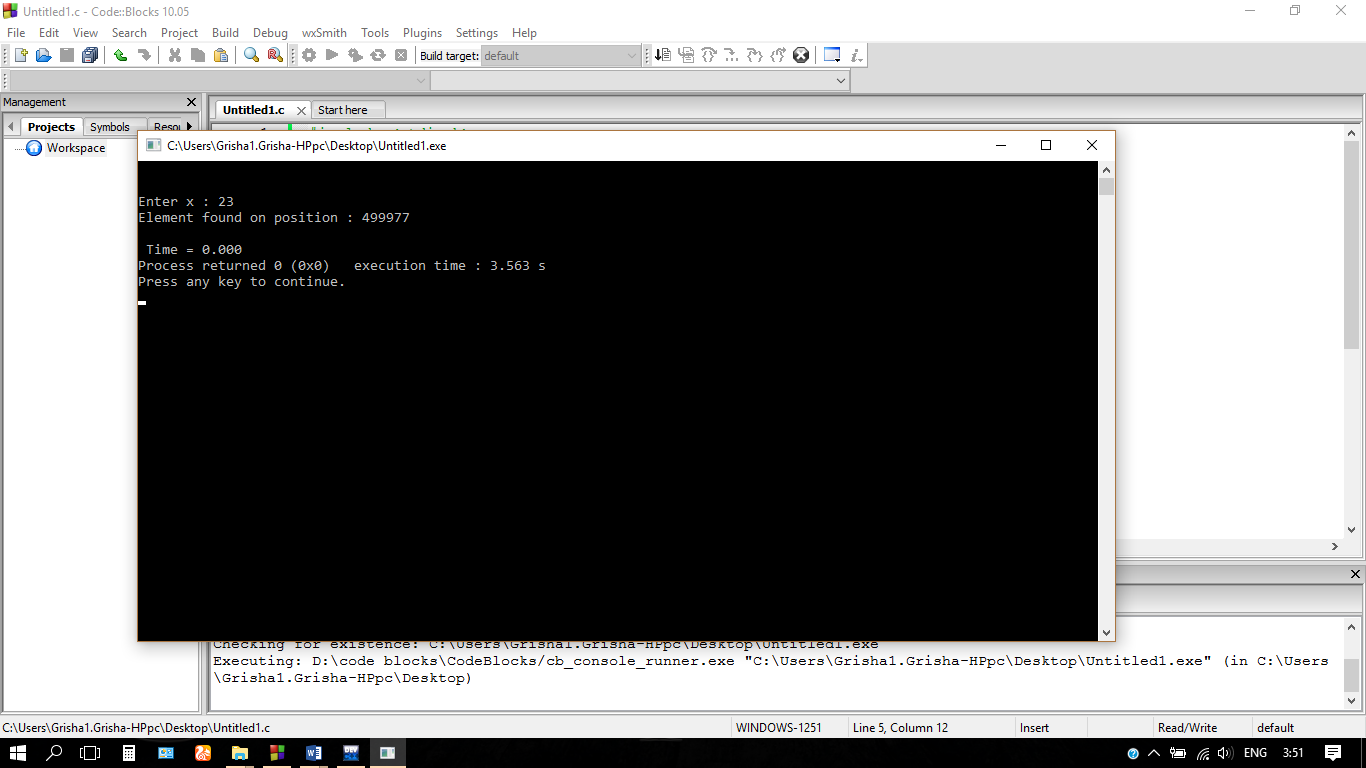 Untitled1.c - Code::Blocks 10.05
File Edit View Search Project Build Debug wxSmith Tools Plugins Settings Help
Build target: default
Management
Untitled1.c Start here
Projects Symbols Resou
Workspace
C:\Users\Grisha1.Grisha-HPpc\Desktop\Untitled1.exe
Enter x : 23
Element found on position : 499977
Time = 0.000
Process returned 0 (0x0) execution time : 3.563 s
Press any key to continue.
Checking for existence: C:\Users\Grisha1.Grisha-HPpc\Desktop\Untitled1.exe
Executing: D:\code blocks\CodeBlocks/cb_console_runner.exe "C:\Users\Grisha1.Grisha-HPpc\Desktop\Untitled1.exe" (in C:\Users
\Grisha1.Grisha-HPpc\Desktop)
C:\Users\Grisha1.Grisha-HPpc\Desktop\Untitled1.c WINDOWS-1251 Line 5, Column 12 Insert Read/Write default
ENG 3:51